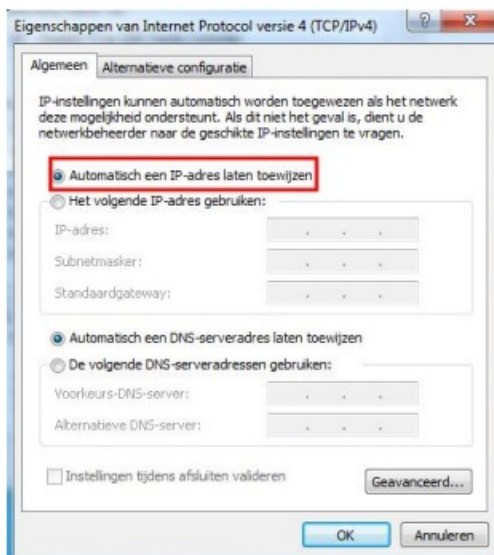 Eigenschappen van Internet Protocol versie 4 (TCP/IPv4)
Algemeen
Alternatieve configuratie
IP-instellingen kunnen automatisch worden toegewezen als het netwerk
deze mogelijkheid ondersteunt. Als dit niet het geval is, dient u de
netwerkbeheerder naar de geschikte IP-instellingen te vragen.
Automatisch een IP-adres laten toewijzen
Het volgende IP-adres gebruiken:
IP-adres:
Subnetmasker:
Standaardgateway:
Automatisch een DNS-serveradres laten toewijzen
De volgende DNS-serveradressen gebruiken:
Voorkeurs-DNS-server:
Alternatieve DNS-server:
Instellingen tijdens afsluiten valideren
Geavanceerd...
OK
Annuleren